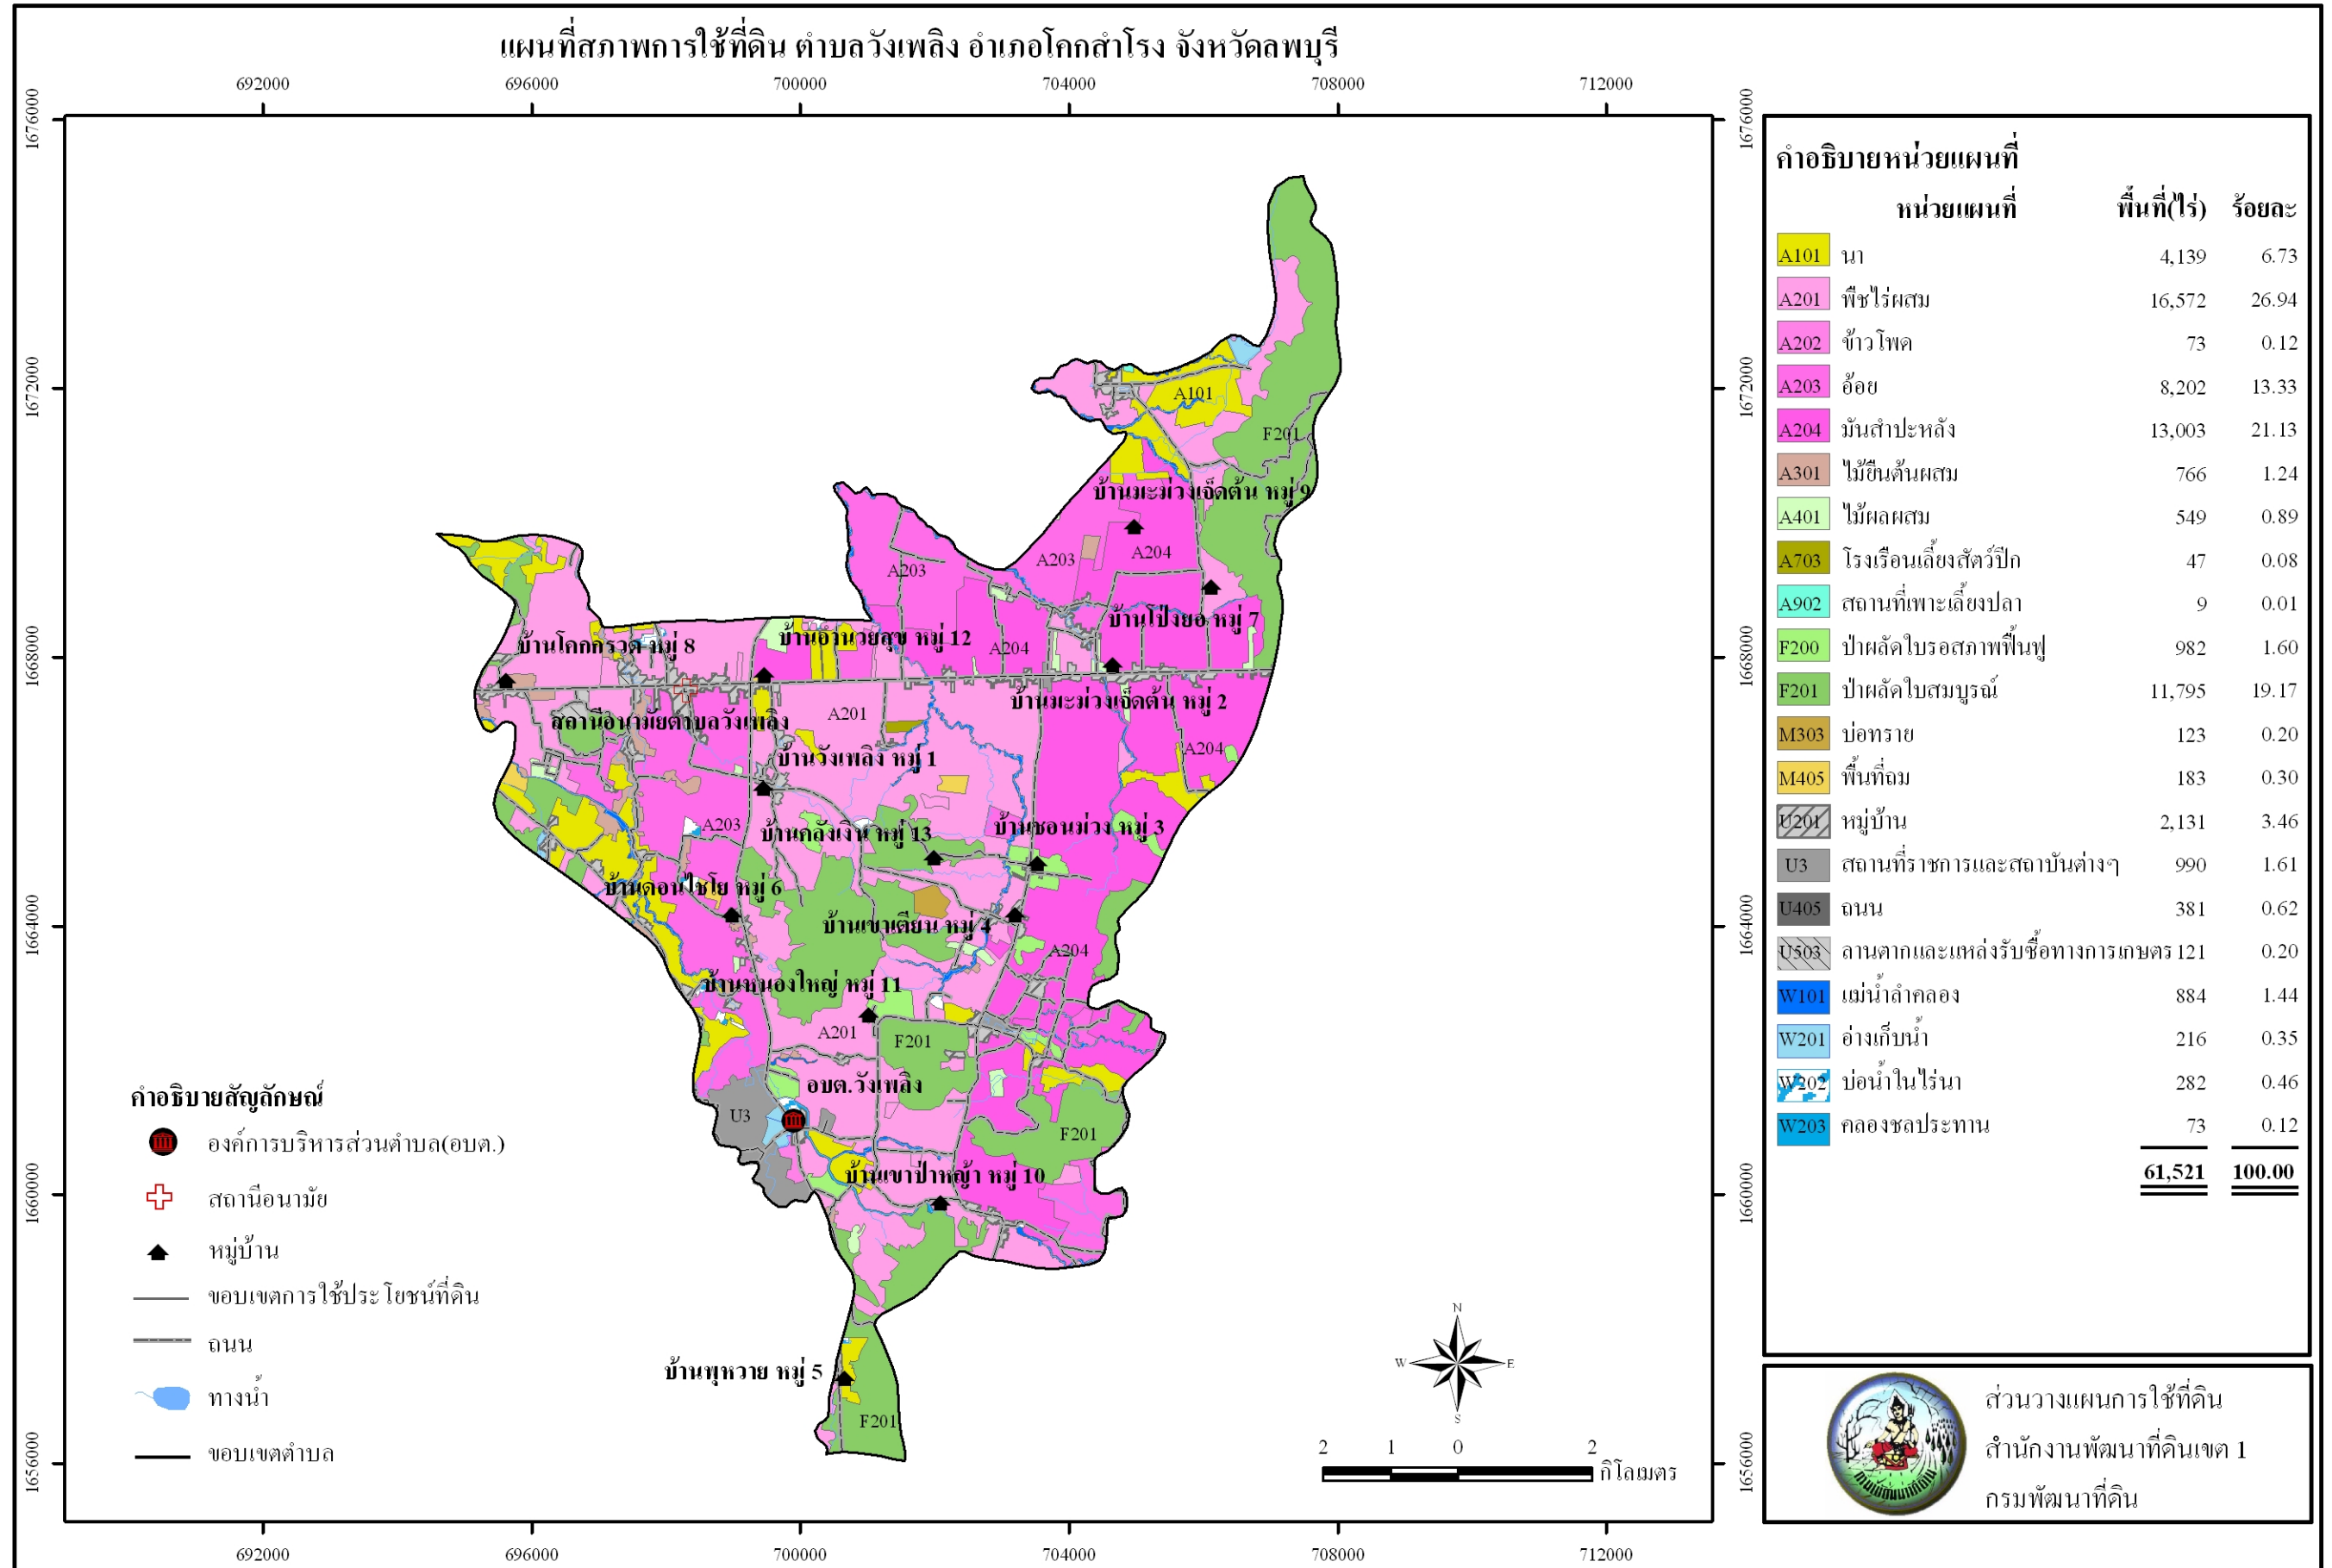 แผนที่สภาพการใช้ที่ดิน ตำบลวังเพลิง อำเภอโคกสำโรง จังหวัดลพบุรี
692000 696000 700000 704000 708000 712000
1676000 1676000
1672000 1672000
1668000 1668000
1664000 1664000
1660000 1660000
1656000 1656000
A101
F201
บ้านมะม่วงเจ็ดต้น หมู่ 9
A203
A204
A203
บ้านโป่งยอ หมู่ 7
บ้านอำนวยสุข หมู่ 12
บ้านโคกกรวด หมู่ 8
A204
บ้านมะม่วงเจ็ดต้น หมู่ 2
สถานีอนามัยตำบลวังเพลิง
A201
A204
บ้านวังเพลิง หมู่ 1
A203
บ้านคลังเงิน หมู่ 13
บ้านชอนม่วง หมู่ 3
บ้านดอนไชโย หมู่ 6
บ้านเขาเตียน หมู่ 4
A204
บ้านหนองใหญ่ หมู่ 11
A201
F201
อบต.วังเพลิง
U3
F201
บ้านเขาป่าหญ้า หมู่ 10
บ้านพุหวาย หมู่ 5
F201
คำอธิบายสัญลักษณ์
องค์การบริหารส่วนตำบล(อบต.)
สถานีอนามัย
หมู่บ้าน
ขอบเขตการใช้ประโยชน์ที่ดิน
ถนน
ทางน้ำ
ขอบเขตตำบล
N
W E
S
2 1 0 2
กิโลเมตร
692000 696000 700000 704000 708000 712000
คำอธิบายหน่วยแผนที่
หน่วยแผนที่ พื้นที่(ไร่) ร้อยละ
A101 นา 4,139 6.73
A201 พืชไร่ผสม 16,572 26.94
A202 ข้าวโพด 73 0.12
A203 อ้อย 8,202 13.33
A204 มันสำปะหลัง 13,003 21.13
A301 ไม้ยืนต้นผสม 766 1.24
A401 ไม้ผลผสม 549 0.89
A703 โรงเรือนเลี้ยงสัตว์ปีก 47 0.08
A902 สถานที่เพาะเลี้ยงปลา 9 0.01
F200 ป่าผลัดใบรอสภาพฟื้นฟู 982 1.60
F201 ป่าผลัดใบสมบูรณ์ 11,795 19.17
M303 บ่อทราย 123 0.20
M405 พื้นที่ถม 183 0.30
U201 หมู่บ้าน 2,131 3.46
U3 สถานที่ราชการและสถาบันต่างๆ 990 1.61
U405 ถนน 381 0.62
U503 ลานตากและแหล่งรับซื้อทางการเกษตร 121 0.20
W101 แม่น้ำลำคลอง 884 1.44
W201 อ่างเก็บน้ำ 216 0.35
W202 บ่อน้ำในไร่นา 282 0.46
W203 คลองชลประทาน 73 0.12
61,521 100.00
กรมพัฒนาที่ดิน
ส่วนวางแผนการใช้ที่ดิน
สำนักงานพัฒนาที่ดินเขต 1
กรมพัฒนาที่ดิน